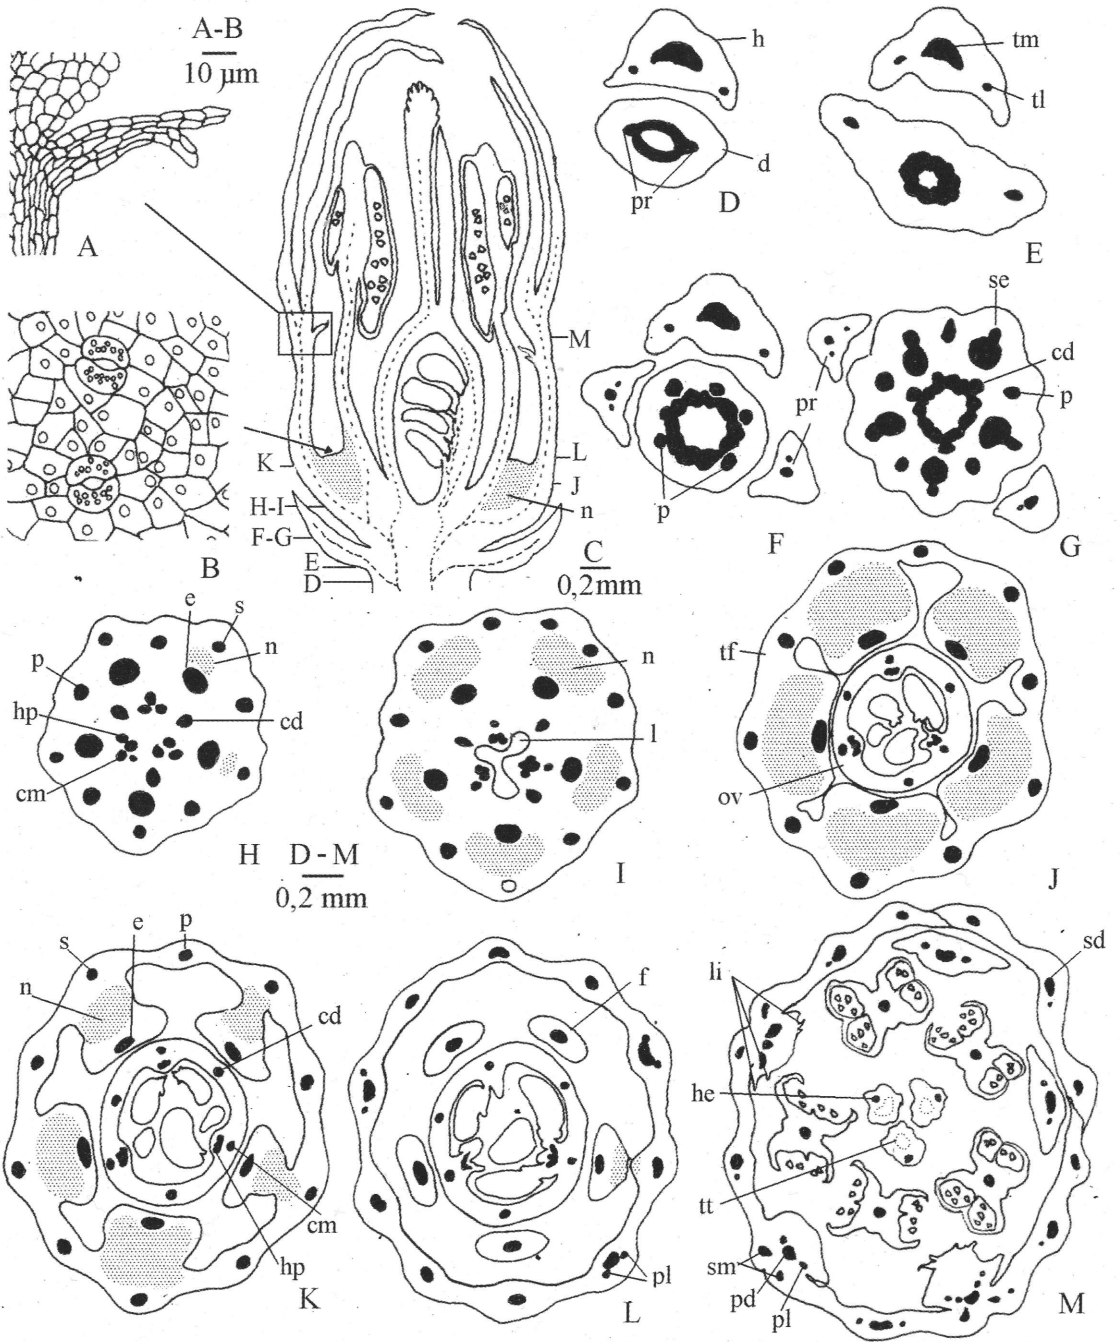 A-B
10 µm
A
B
K
H-I
F-G
E
D
M
L
J
n
C
0,2mm
h
d
pr
D
tm
tl
E
p
F
pr
se
cd
p
G
e
s
n
p
hp
cm
cd
H
D - M
0,2 mm
n
l
I
tf
ov
J
s
e
p
n
cd
cm
hp
K
f
pl
L
li
sd
he
tt
sm
pd
pl
M